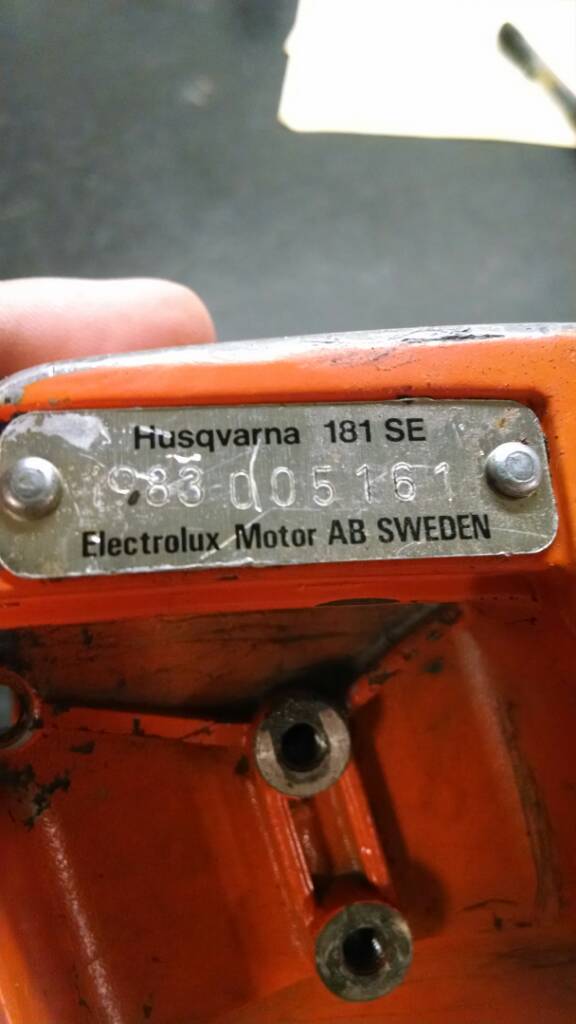 Husqvarna 181 SE
983 005161
Electrolux Motor AB SWEDEN